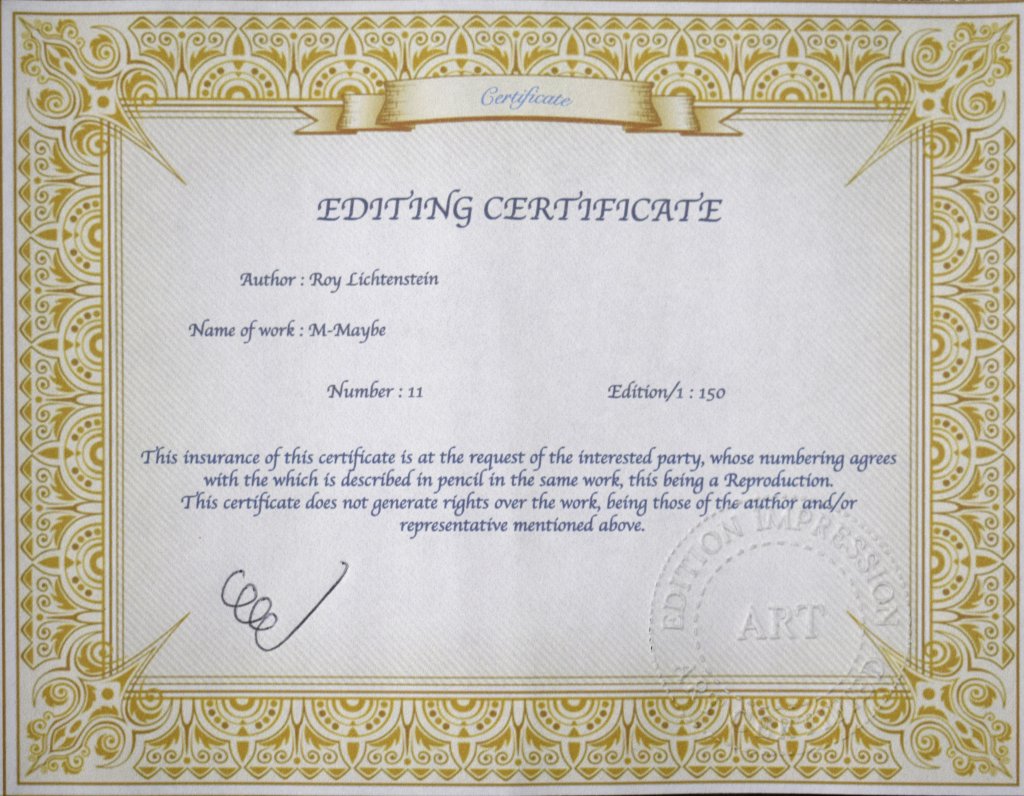 Certificate
EDITING CERTIFICATE
Author : Roy Lichtenstein
Name of work : M-Maybe
Number : 11
Edition/1 : 150
This insurance of this certificate is at the request of the interested party, whose numbering agrees
with the which is described in pencil in the same work, this being a Reproduction.
This certificate does not generate rights over the work, being those of the author and/or
representative mentioned above.
EDITION IMPRESSION
ART